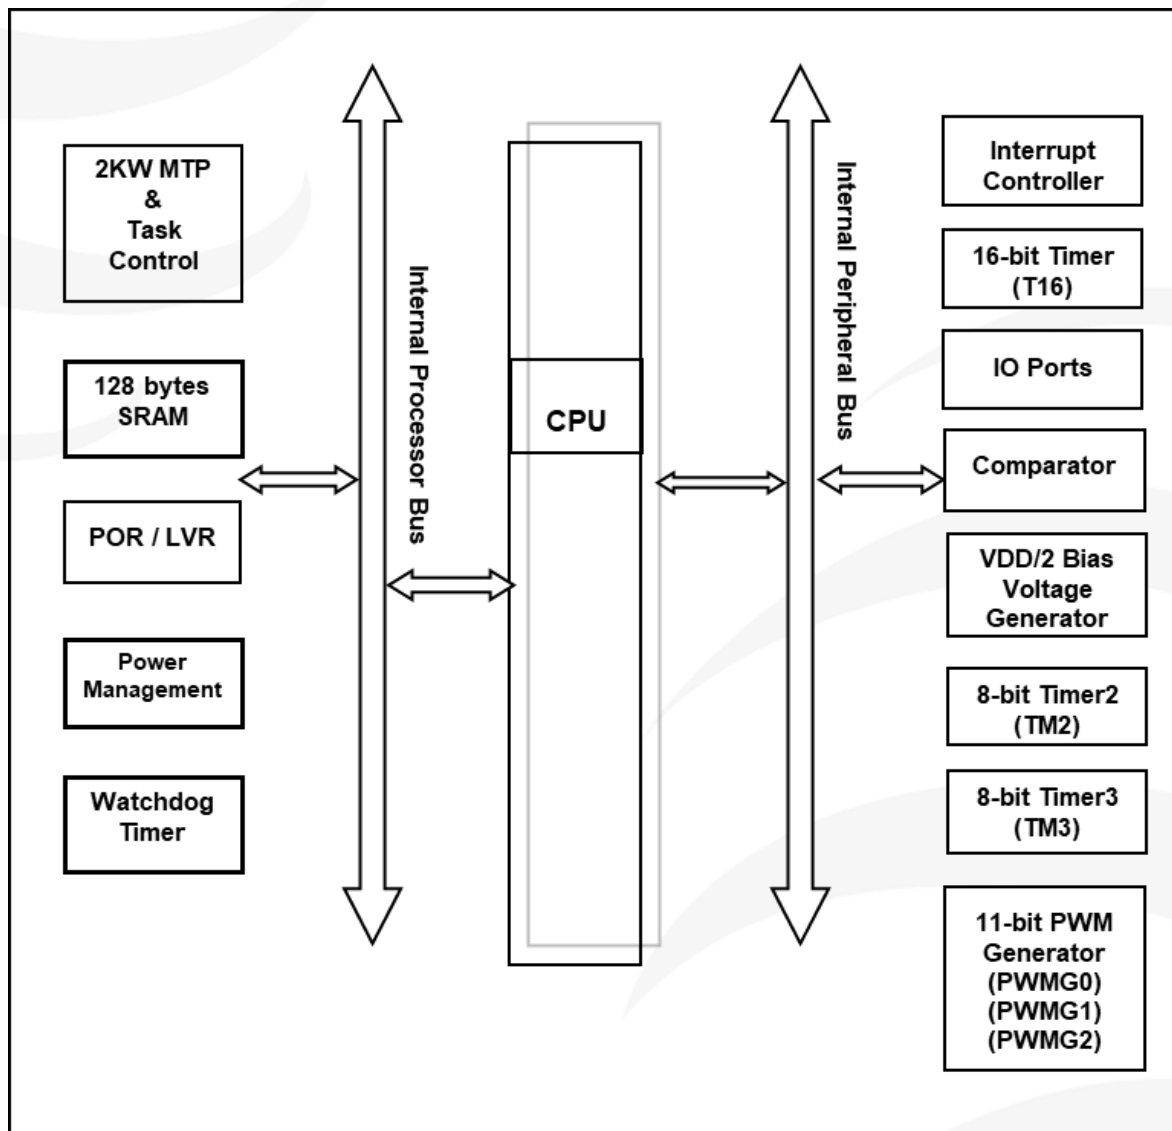 2KW MTP
&
Task
Control
128 bytes
SRAM
POR / LVR
Power
Management
Watchdog
Timer
Internal Processor Bus
CPU
Internal Peripheral Bus
Interrupt
Controller
16-bit Timer
(T16)
IO Ports
Comparator
VDD/2 Bias
Voltage
Generator
8-bit Timer2
(TM2)
8-bit Timer3
(TM3)
11-bit PWM
Generator
(PWMG0)
(PWMG1)
(PWMG2)